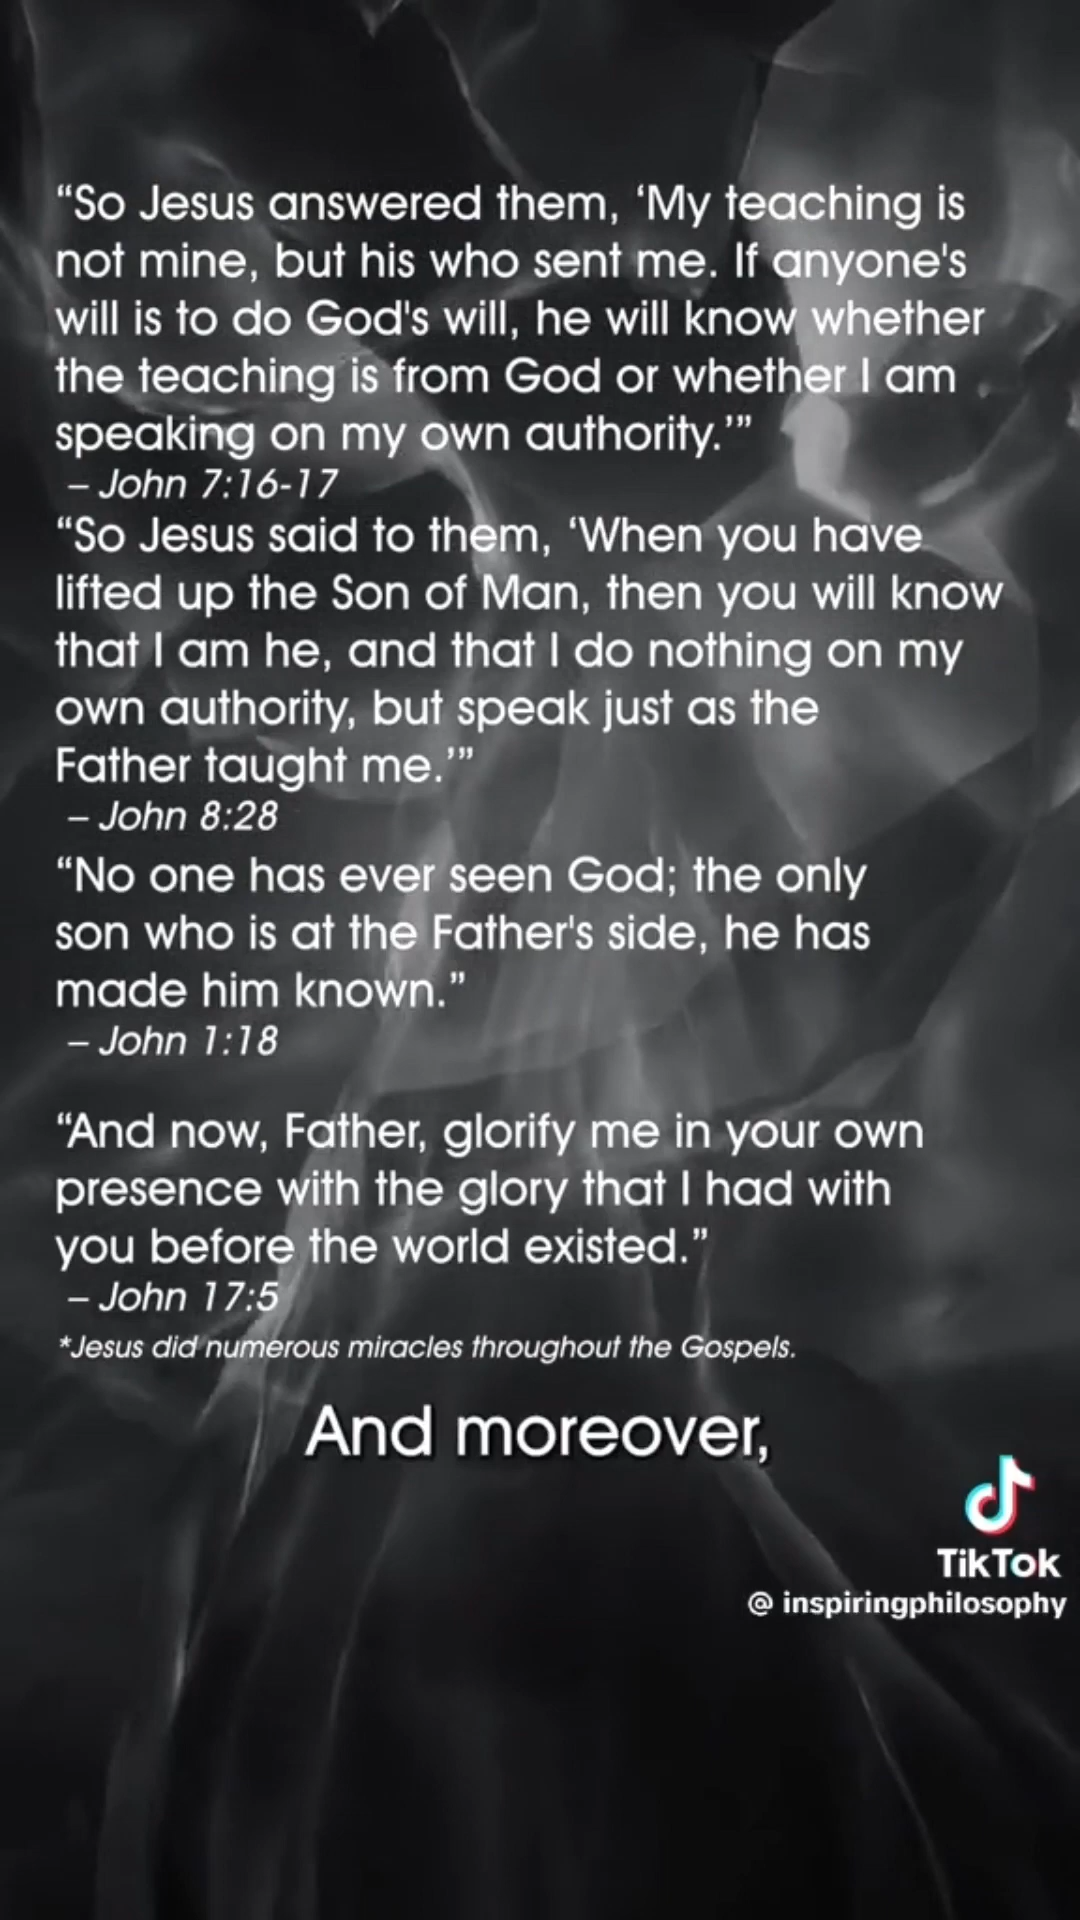 “So Jesus answered them, ‘My teaching is
not mine, but his who sent me. If anyone's
will is to do God's will, he will know whether
the teaching is from God or whether I am
speaking on my own authority.’”
– John 7:16-17
“So Jesus said to them, ‘When you have
lifted up the Son of Man, then you will know
that I am he, and that I do nothing on my
own authority, but speak just as the
Father taught me.’”
– John 8:28
“No one has ever seen God; the only
son who is at the Father's side, he has
made him known.”
– John 1:18
“And now, Father, glorify me in your own
presence with the glory that I had with
you before the world existed.”
– John 17:5
*Jesus did numerous miracles throughout the Gospels.
And moreover,
TikTok
@ inspiringphilosophy